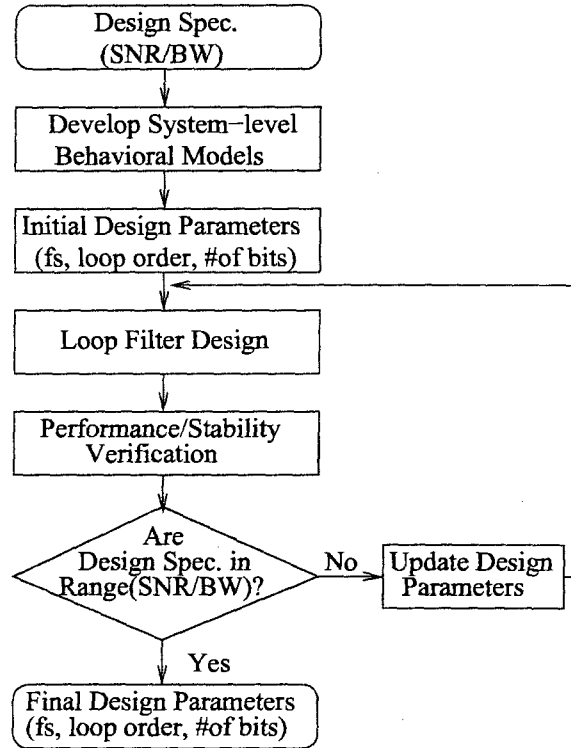 Design Spec.
(SNR/BW)
Develop System-level
Behavioral Models
Initial Design Parameters
(fs, loop order, #of bits)
Loop Filter Design
Performance/Stability
Verification
Are
Design Spec. in
Range(SNR/BW)?
No
Update Design
Parameters
Yes
Final Design Parameters
(fs, loop order, #of bits)